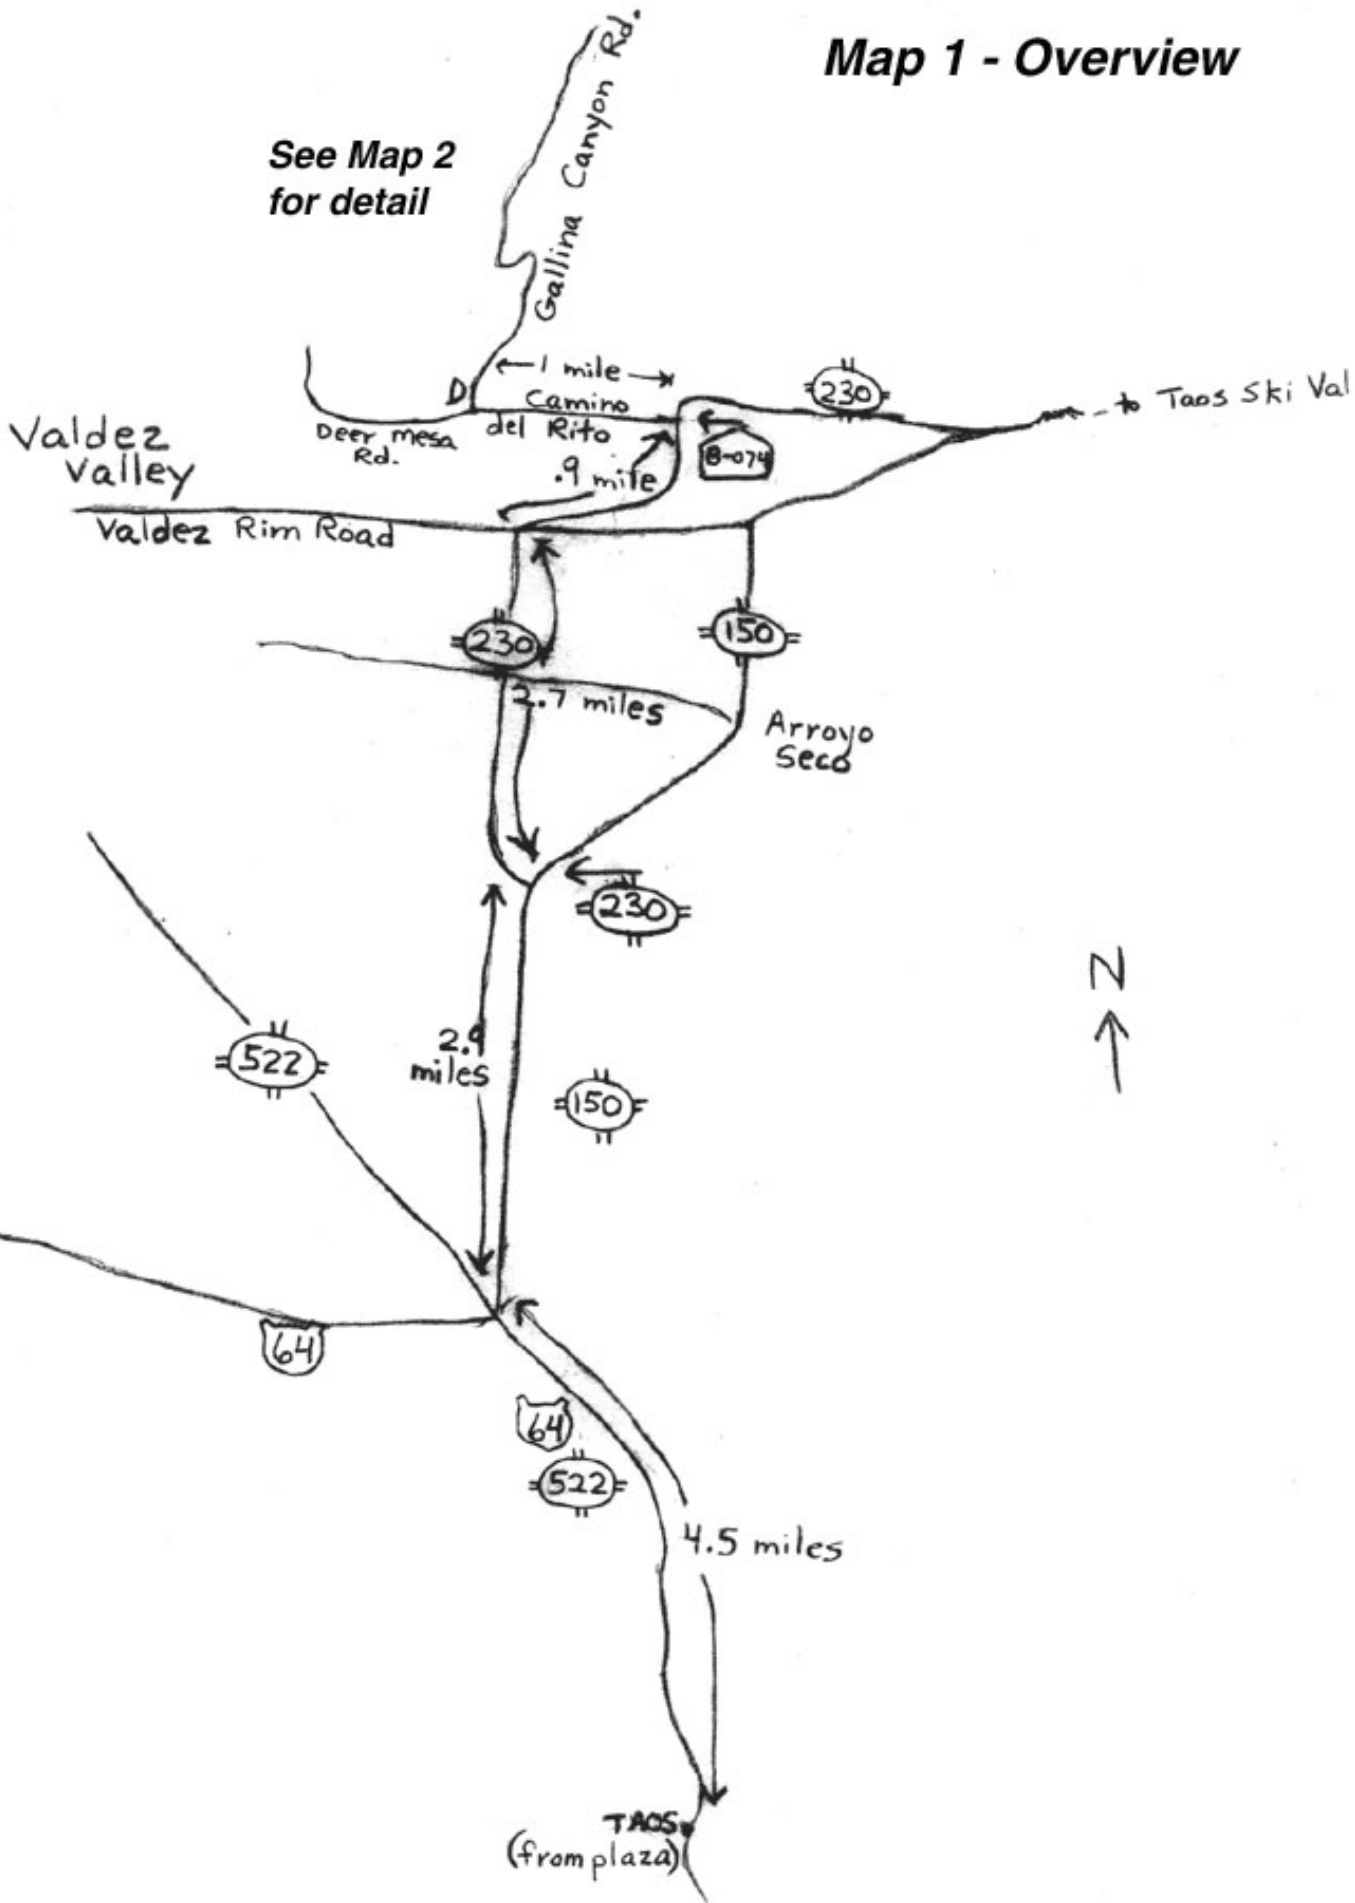 Map 1 - Overview
See Map 2
for detail
Gallina Canyon Rd.
1 mile
D
Camino
del Rito
230
to Taos Ski Val
Deer Mesa
Rd.
Valdez
Valley
.9 mile
B-074
Valdez Rim Road
230
150
2.7 miles
Arroyo
Seco
230
N
2.9
miles
522
150
64
64
522
4.5 miles
TAOS
(from plaza)